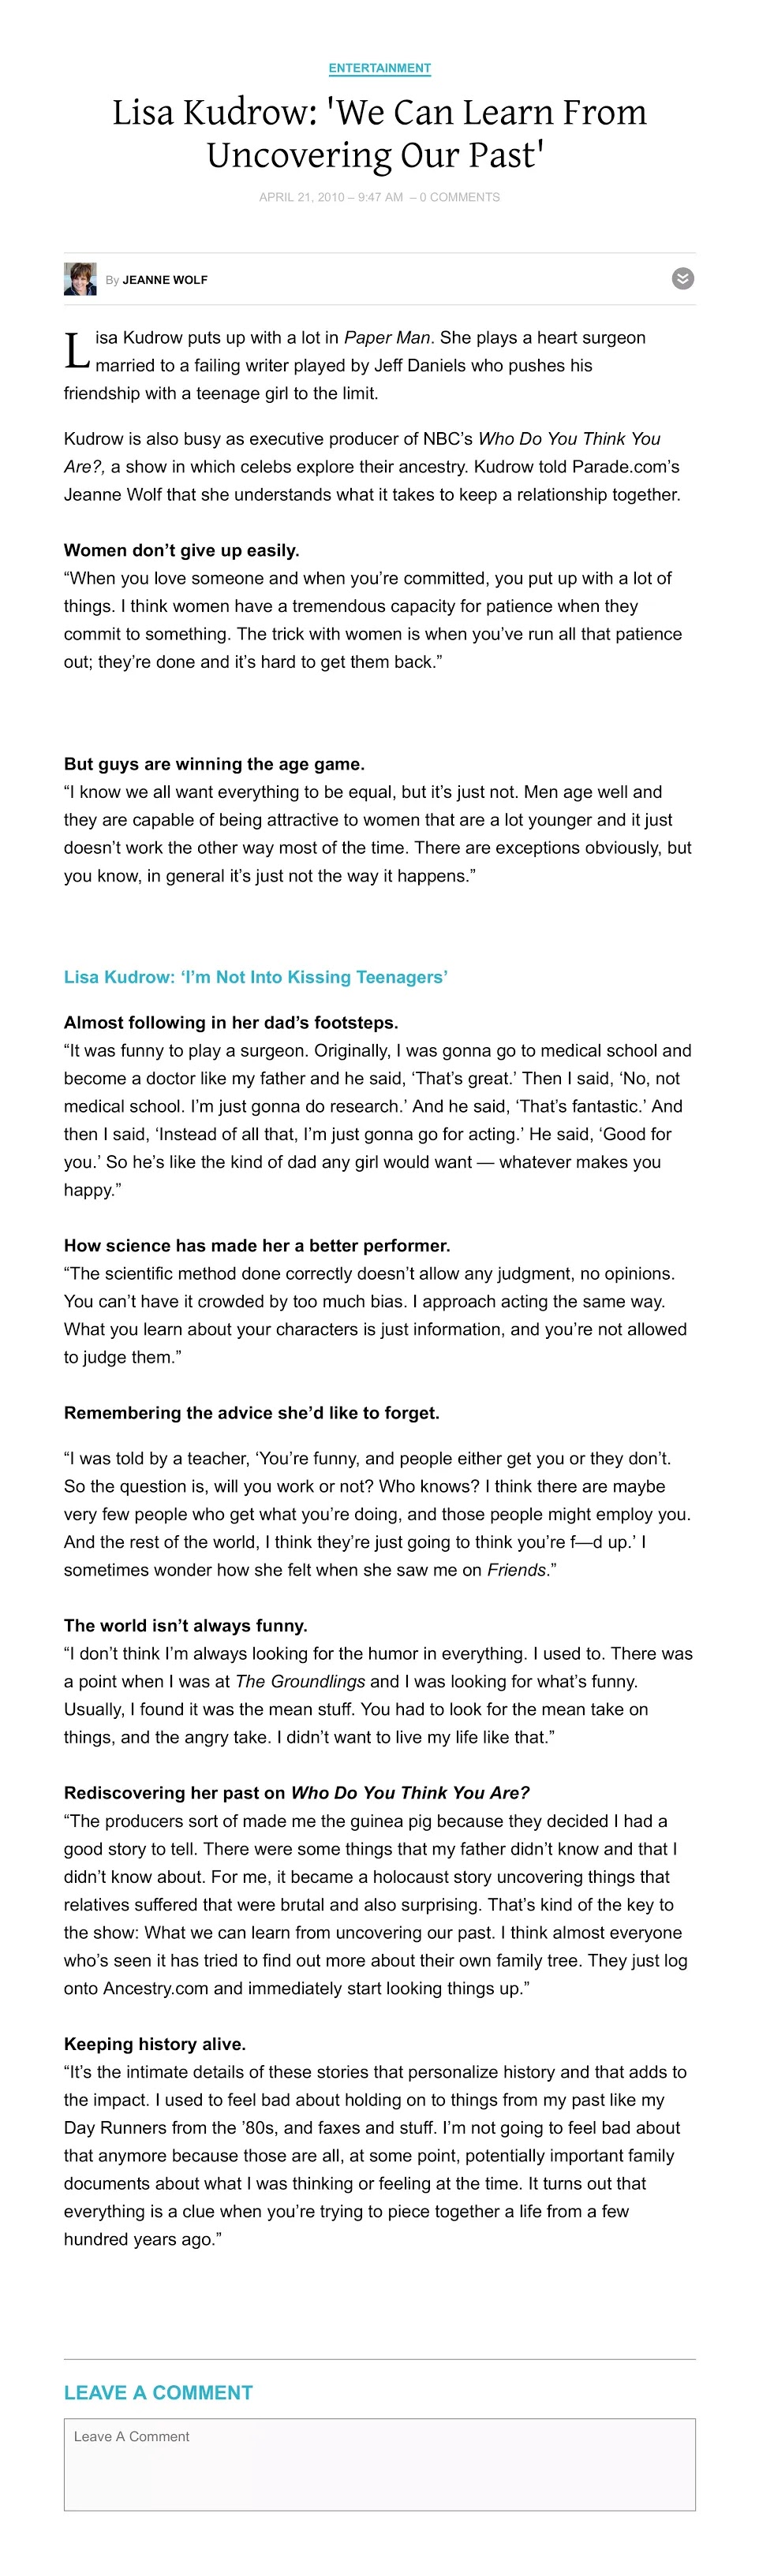 ENTERTAINMENT
Lisa Kudrow: 'We Can Learn From
Uncovering Our Past'
APRIL 21, 2010 – 9:47 AM – 0 COMMENTS
By JEANNE WOLF
Lisa Kudrow puts up with a lot in Paper Man. She plays a heart surgeon
married to a failing writer played by Jeff Daniels who pushes his
friendship with a teenage girl to the limit.
Kudrow is also busy as executive producer of NBC’s Who Do You Think You
Are?, a show in which celebs explore their ancestry. Kudrow told Parade.com’s
Jeanne Wolf that she understands what it takes to keep a relationship together.
Women don’t give up easily.
“When you love someone and when you’re committed, you put up with a lot of
things. I think women have a tremendous capacity for patience when they
commit to something. The trick with women is when you’ve run all that patience
out; they’re done and it’s hard to get them back.”
But guys are winning the age game.
“I know we all want everything to be equal, but it’s just not. Men age well and
they are capable of being attractive to women that are a lot younger and it just
doesn’t work the other way most of the time. There are exceptions obviously, but
you know, in general it’s just not the way it happens.”
Lisa Kudrow: ‘I’m Not Into Kissing Teenagers’
Almost following in her dad’s footsteps.
“It was funny to play a surgeon. Originally, I was gonna go to medical school and
become a doctor like my father and he said, ‘That’s great.’ Then I said, ‘No, not
medical school. I’m just gonna do research.’ And he said, ‘That’s fantastic.’ And
then I said, ‘Instead of all that, I’m just gonna go for acting.’ He said, ‘Good for
you.’ So he’s like the kind of dad any girl would want — whatever makes you
happy.”
How science has made her a better performer.
“The scientific method done correctly doesn’t allow any judgment, no opinions.
You can’t have it crowded by too much bias. I approach acting the same way.
What you learn about your characters is just information, and you’re not allowed
to judge them.”
Remembering the advice she’d like to forget.
“I was told by a teacher, ‘You’re funny, and people either get you or they don’t.
So the question is, will you work or not? Who knows? I think there are maybe
very few people who get what you’re doing, and those people might employ you.
And the rest of the world, I think they’re just going to think you’re f—d up.’ I
sometimes wonder how she felt when she saw me on Friends.”
The world isn’t always funny.
“I don’t think I’m always looking for the humor in everything. I used to. There was
a point when I was at The Groundlings and I was looking for what’s funny.
Usually, I found it was the mean stuff. You had to look for the mean take on
things, and the angry take. I didn’t want to live my life like that.”
Rediscovering her past on Who Do You Think You Are?
“The producers sort of made me the guinea pig because they decided I had a
good story to tell. There were some things that my father didn’t know and that I
didn’t know about. For me, it became a holocaust story uncovering things that
relatives suffered that were brutal and also surprising. That’s kind of the key to
the show: What we can learn from uncovering our past. I think almost everyone
who’s seen it has tried to find out more about their own family tree. They just log
onto Ancestry.com and immediately start looking things up.”
Keeping history alive.
“It’s the intimate details of these stories that personalize history and that adds to
the impact. I used to feel bad about holding on to things from my past like my
Day Runners from the ’80s, and faxes and stuff. I’m not going to feel bad about
that anymore because those are all, at some point, potentially important family
documents about what I was thinking or feeling at the time. It turns out that
everything is a clue when you’re trying to piece together a life from a few
hundred years ago.”
LEAVE A COMMENT
Leave A Comment